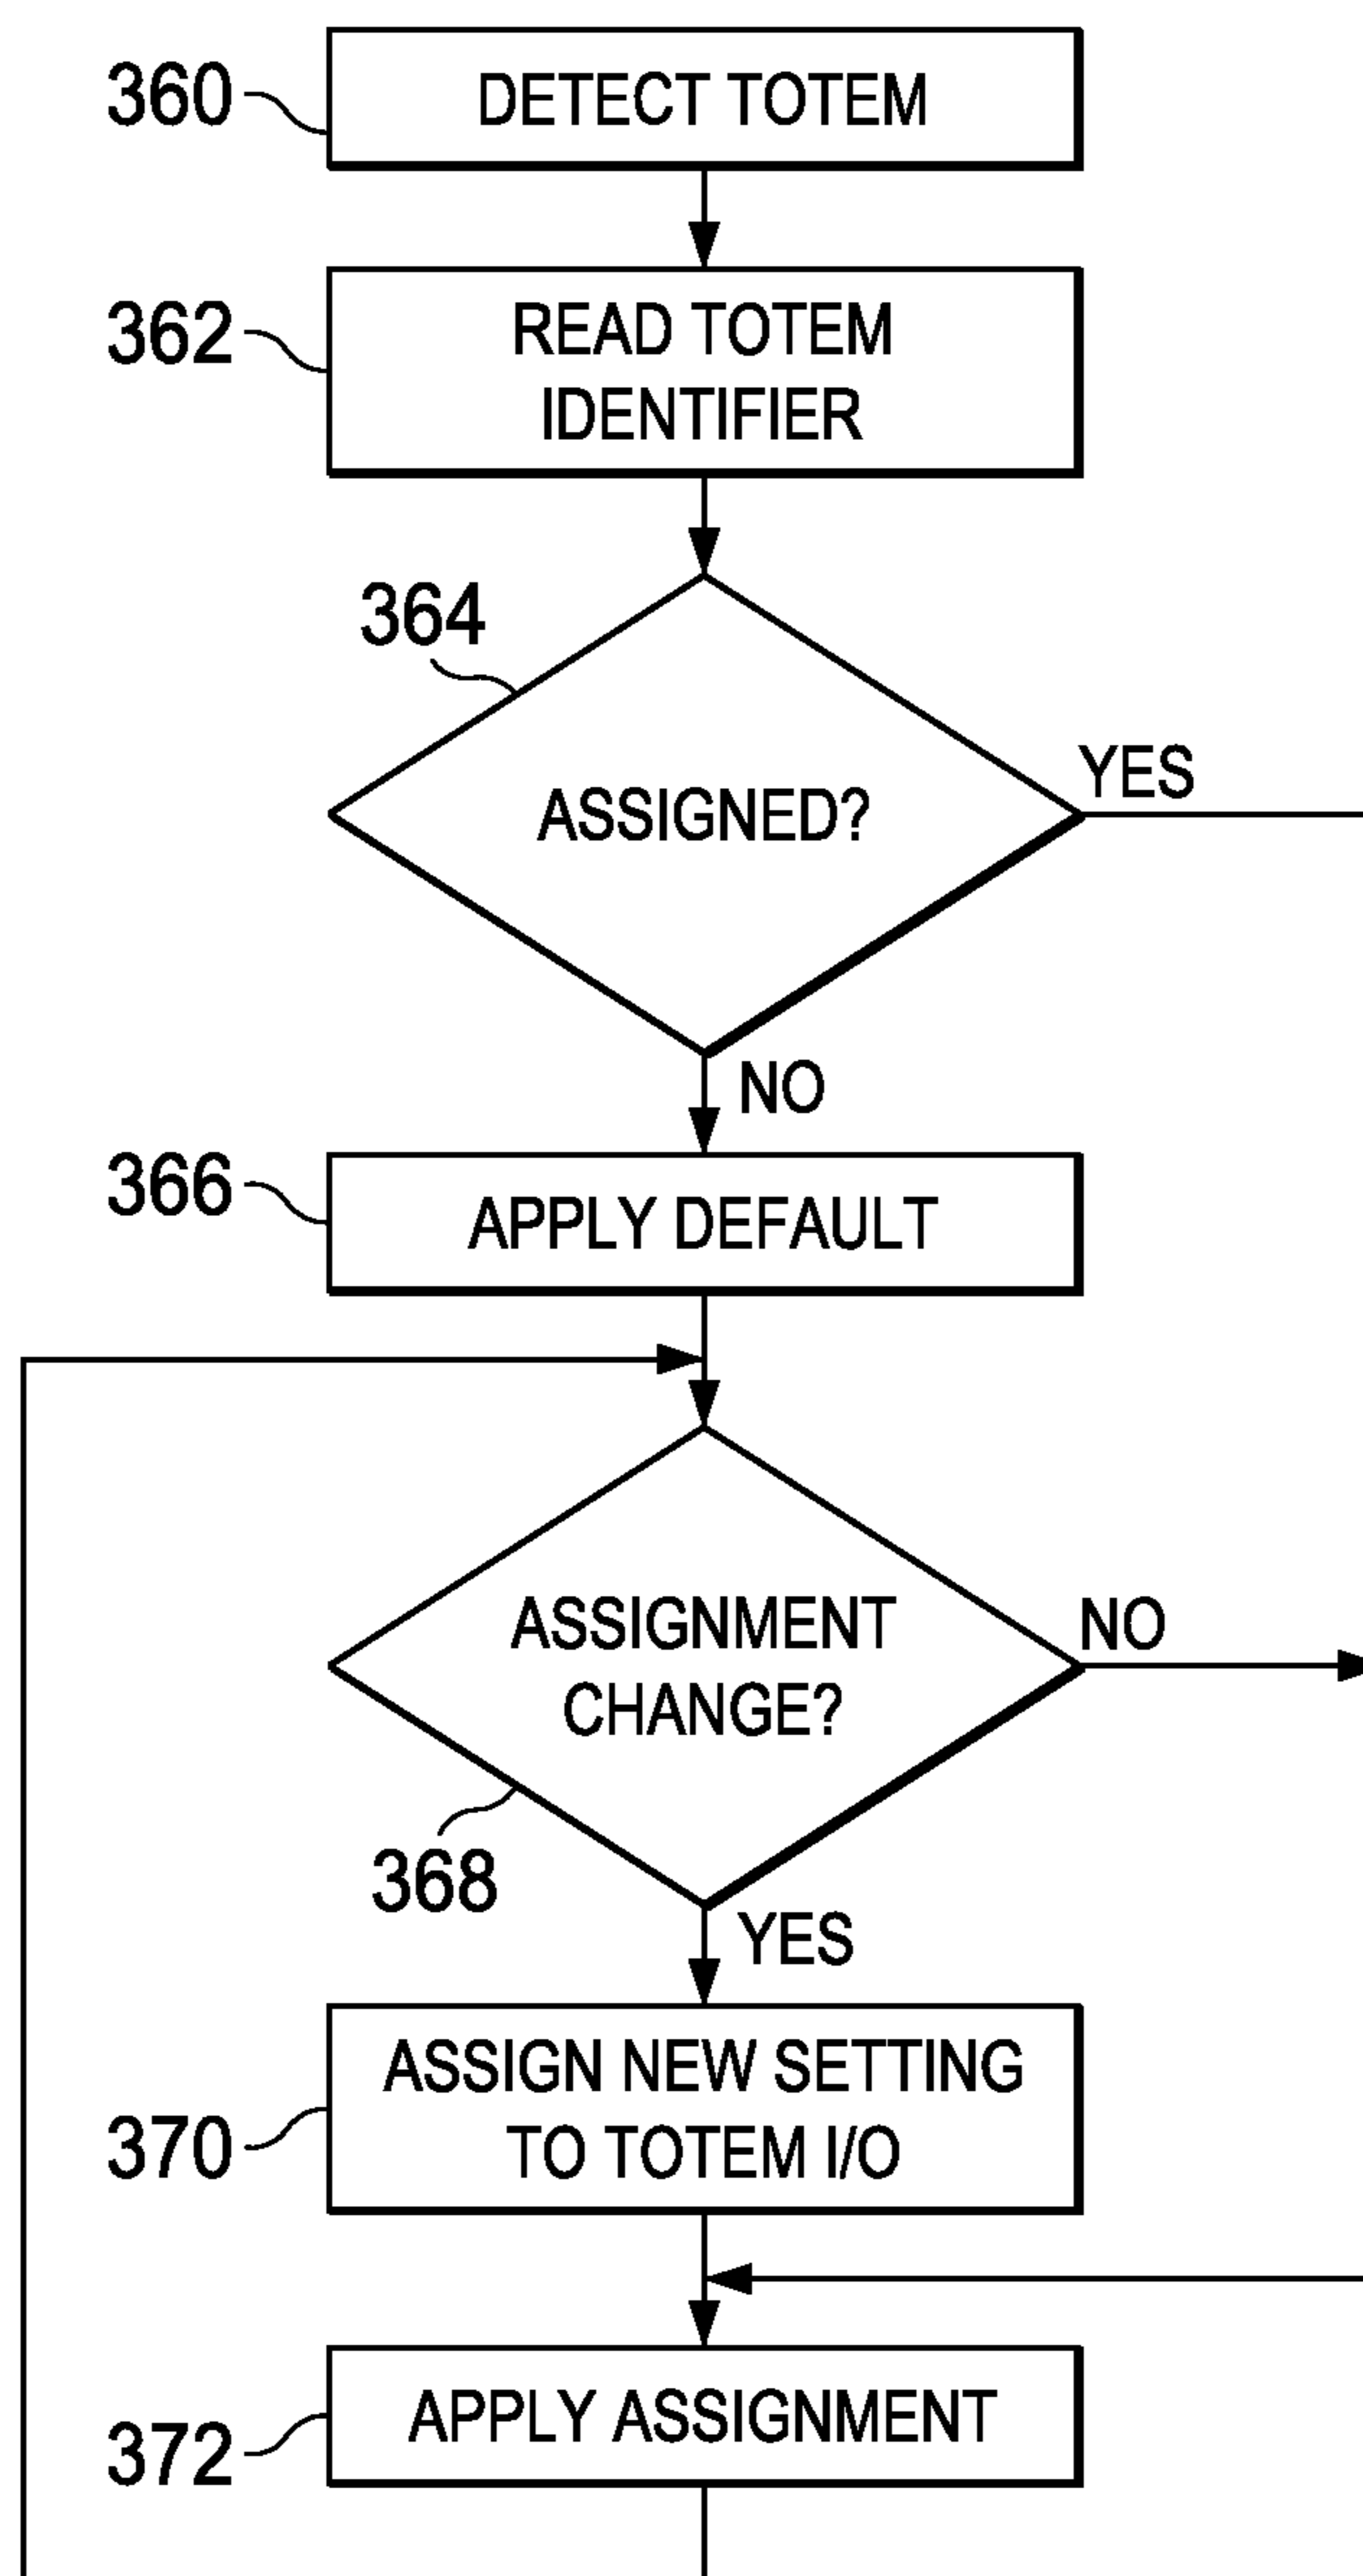 360
DETECT TOTEM
362
READ TOTEM
IDENTIFIER
364
ASSIGNED?
YES
NO
366
APPLY DEFAULT
ASSIGNMENT
CHANGE?
NO
368
YES
370
ASSIGN NEW SETTING
TO TOTEM I/O
372
APPLY ASSIGNMENT